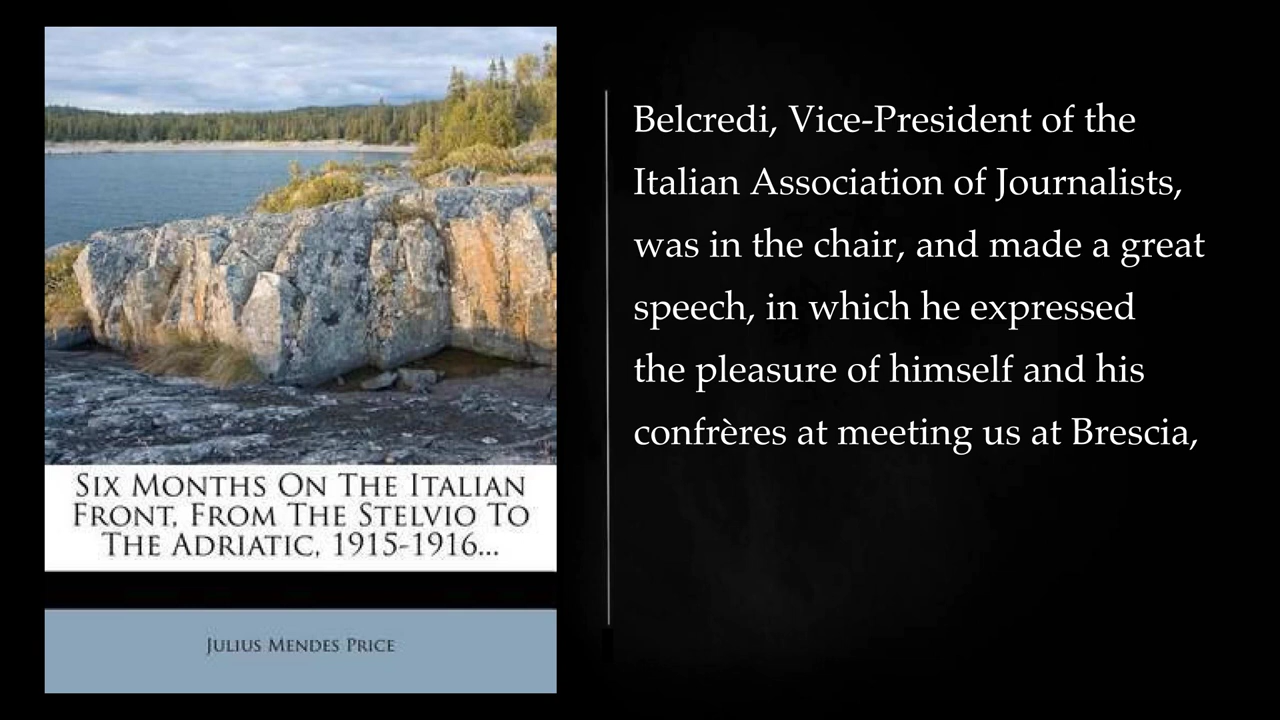 SIX MONTHS ON THE ITALIAN
FRONT, FROM THE STELVIO TO
THE ADRIATIC, 1915-1916...
JULIUS MENDES PRICE
Belcredi, Vice-President of the
Italian Association of Journalists,
was in the chair, and made a great
speech, in which he expressed
the pleasure of himself and his
confrères at meeting us at Brescia,